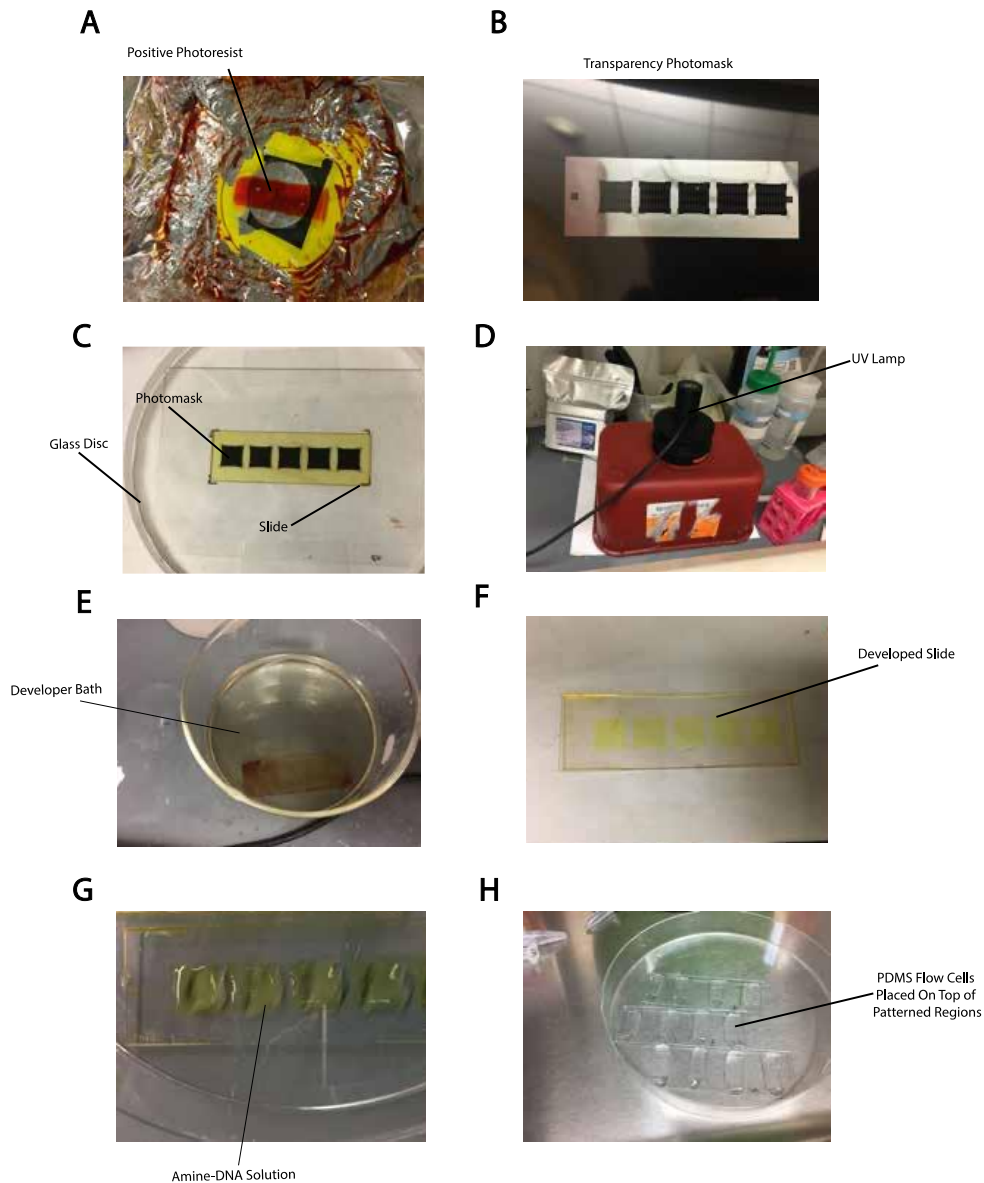 A
Positive Photoresist
B
Transparency Photomask
C
Photomask
Glass Disc
Slide
D
UV Lamp
E
Developer Bath
F
Developed Slide
G
Amine-DNA Solution
H
PDMS Flow Cells
Placed On Top of
Patterned Regions